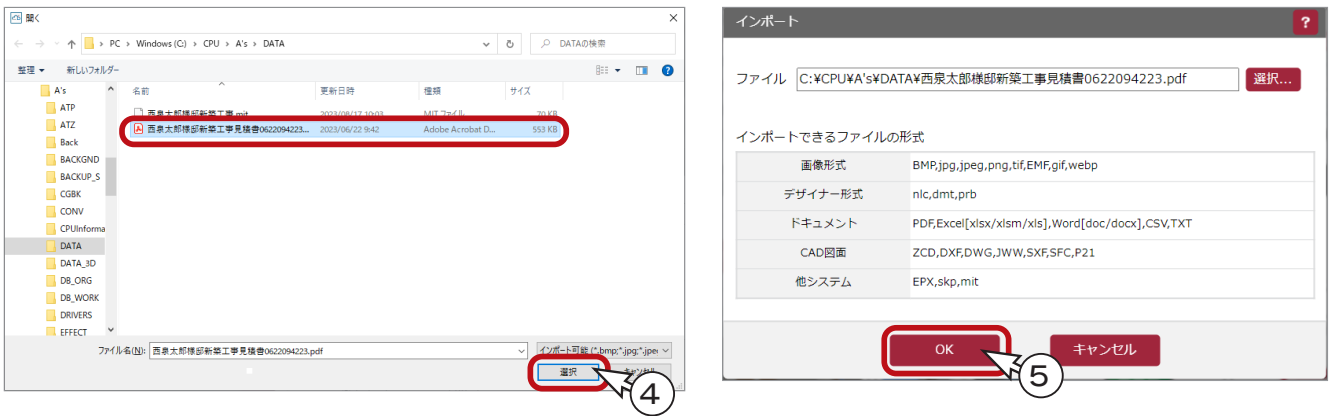 開く
PC > Windows (C:) > CPU > A's > DATA
DATAの検索
整理 新しいフォルダー
A's
ATP
ATZ
Back
BACKGND
BACKUP_S
CGBK
CONV
CPUInforma
DATA
DATA_3D
DB_ORG
DB_WORK
DRIVERS
EFFECT
名前 更新日時 種類 サイズ
西泉太郎様邸新築工事.mit 2023/08/17 10:03 MIT ファイル 70 KB
西泉太郎様邸新築工事見積書0622094223... 2023/06/22 9:42 Adobe Acrobat D... 553 KB
ファイル名(N): 西泉太郎様邸新築工事見積書0622094223.pdf
インポート可能 (*.bmp;*.jpg;*.jpe
選択 キャンセル
4
インポート
?
ファイル C:¥CPU¥A's¥DATA¥西泉太郎様邸新築工事見積書0622094223.pdf 選択...
インポートできるファイルの形式
画像形式 BMP,jpg,jpeg,png,tif,EMF,gif,webp
デザイナー形式 nlc,dmt,prb
ドキュメント PDF,Excel[xlsx/xlsm/xls],Word[doc/docx],CSV,TXT
CAD図面 ZCD,DXF,DWG,JWW,SXF,SFC,P21
他システム EPX,skp,mit
OK キャンセル
5